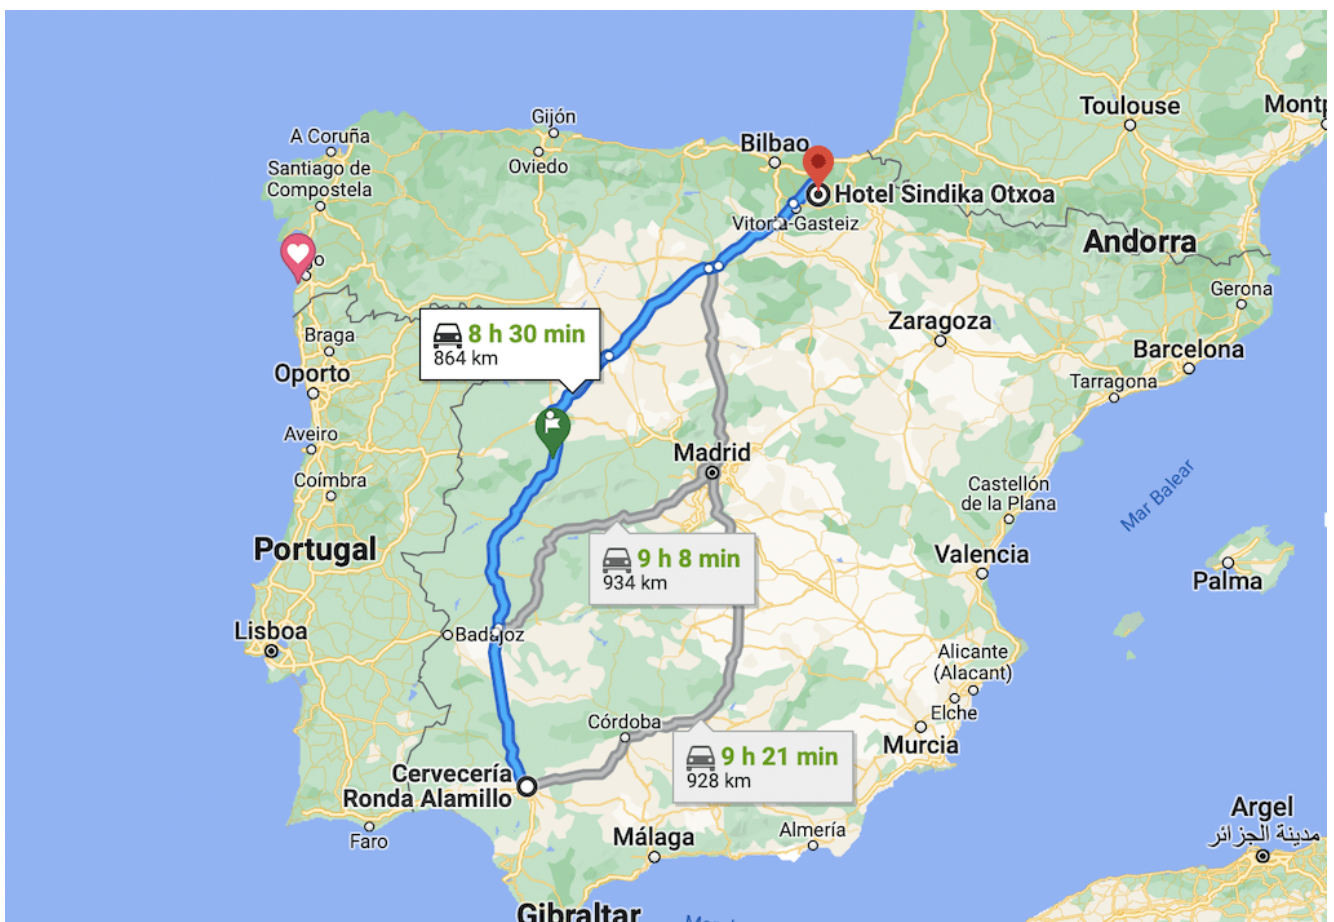 Toulouse
Montp
Gijón
A Coruña
Bilbao
Oviedo
Santiago de
Compostela
Hotel Sindika Otxoa
Vitoria-Gasteiz
Andorra
Gerona
8 h 30 min
864 km
Zaragoza
Braga
Barcelona
Oporto
Tarragona
Aveiro
Madrid
Coímbra
Castellón
de la Plana
Mar Balear
Portugal
9 h 8 min
934 km
Valencia
Palma
Lisboa
Badajoz
Alicante
(Alacant)
Elche
Córdoba
Murcia
9 h 21 min
928 km
Cervecería
Ronda Alamillo
Argel
مدينة الجزائر
Faro
Málaga
Almería
Gibraltar